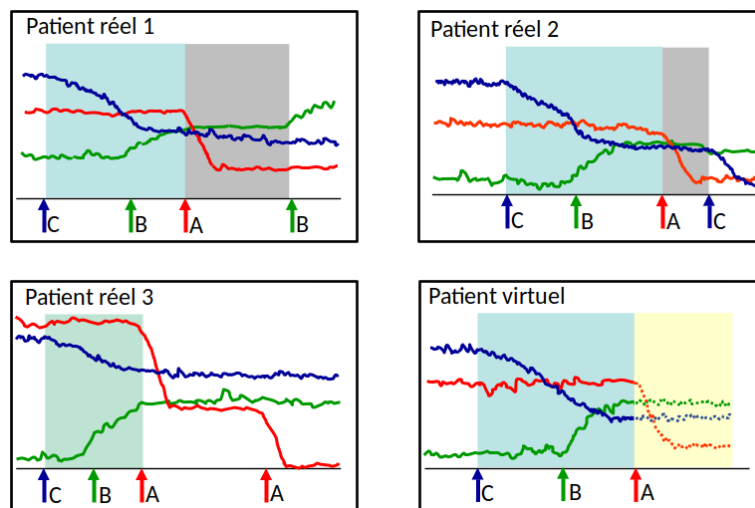 Patient réel 1
C
B
A
B
Patient réel 2
C
B
A
C
Patient réel 3
C
B
A
A
Patient virtuel
C
B
A